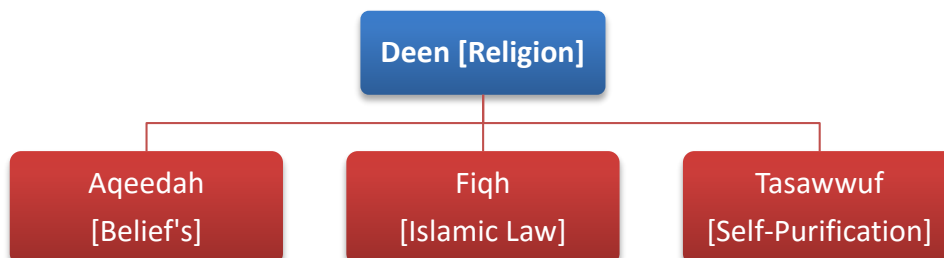 Deen [Religion]
Aqeedah
[Belief's]
Fiqh
[Islamic Law]
Tasawwuf
[Self-Purification]